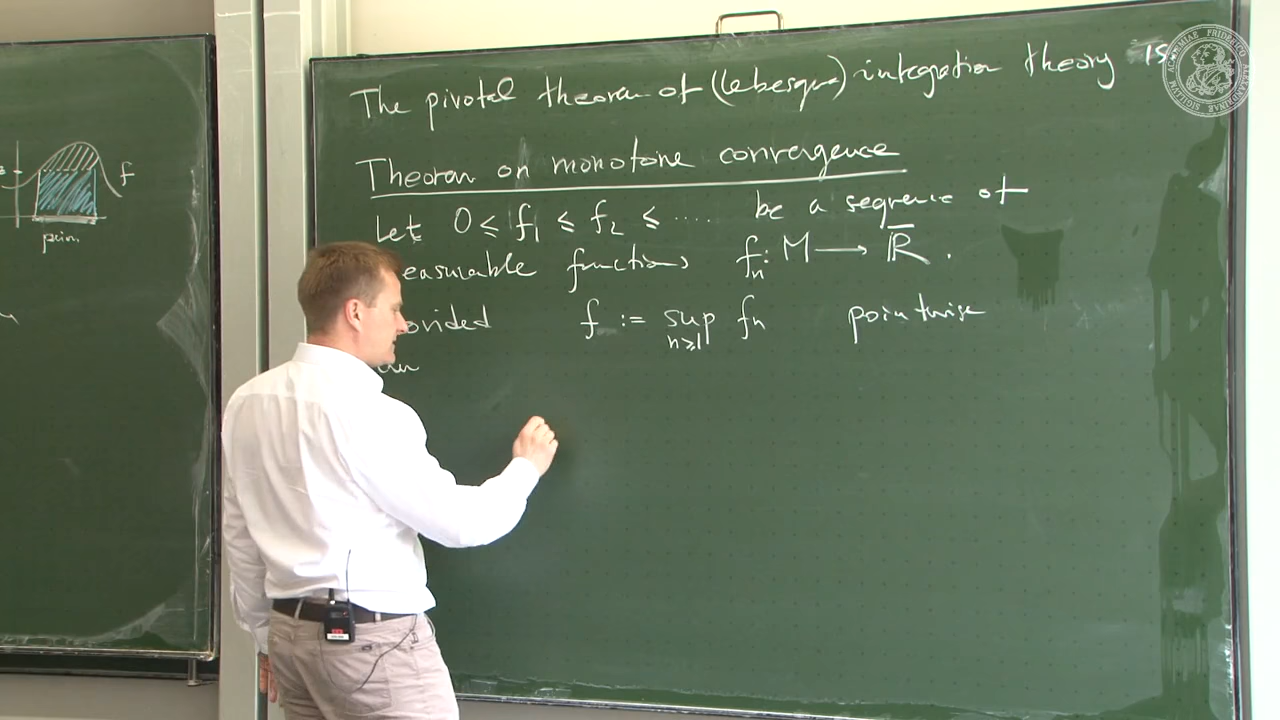 f
The pivotal theorem of (Lebesgue) integration theory is:
Theorem on monotone convergence
Let 0 ≤ f₁ ≤ f₂ ≤ .... be a sequence of
easurable functions fₙ: M ⟶ R̅ .
ovided f := sup fₙ pointwise
n≥1